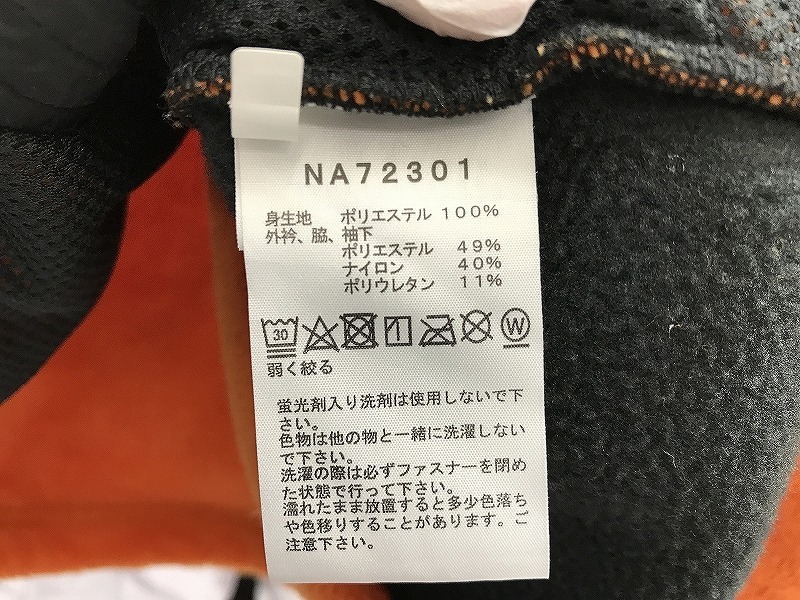 NA72301
身生地 ポリエステル 100%
外衿、脇、袖下
ポリエステル 49%
ナイロン 40%
ポリウレタン 11%
30 W
弱く絞る
蛍光剤入り洗剤は使用しないで下
さい。
色物は他の物と一緒に洗濯しない
で下さい。
洗濯の際は必ずファスナーを閉め
た状態で行って下さい。
濡れたまま放置すると多少色落ち
や色移りすることがあります。ご
注意下さい。